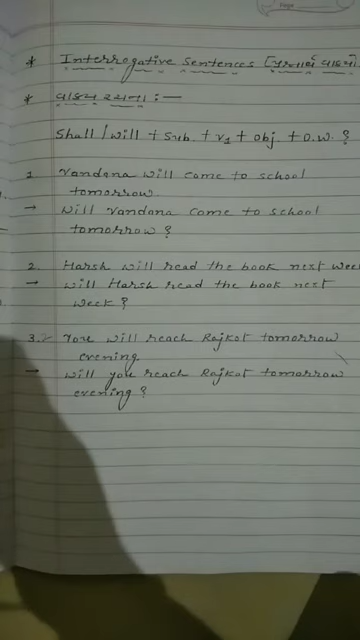 Page
* Interrogative Sentences [પ્રશ્નાર્થ વાક્યો
* વાક્ય રચના :—
Shall / will + Sub + v1 + obj + O.W. ?
1. Vandana will come to school
tomorrow.
→ Will Vandana come to school
tomorrow ?
2. Harsh will read the book next week
→ will Harsh read the book next
week ?
3. You will reach Rajkot tomorrow
evening.
→ will you reach Rajkot tomorrow
evening ?